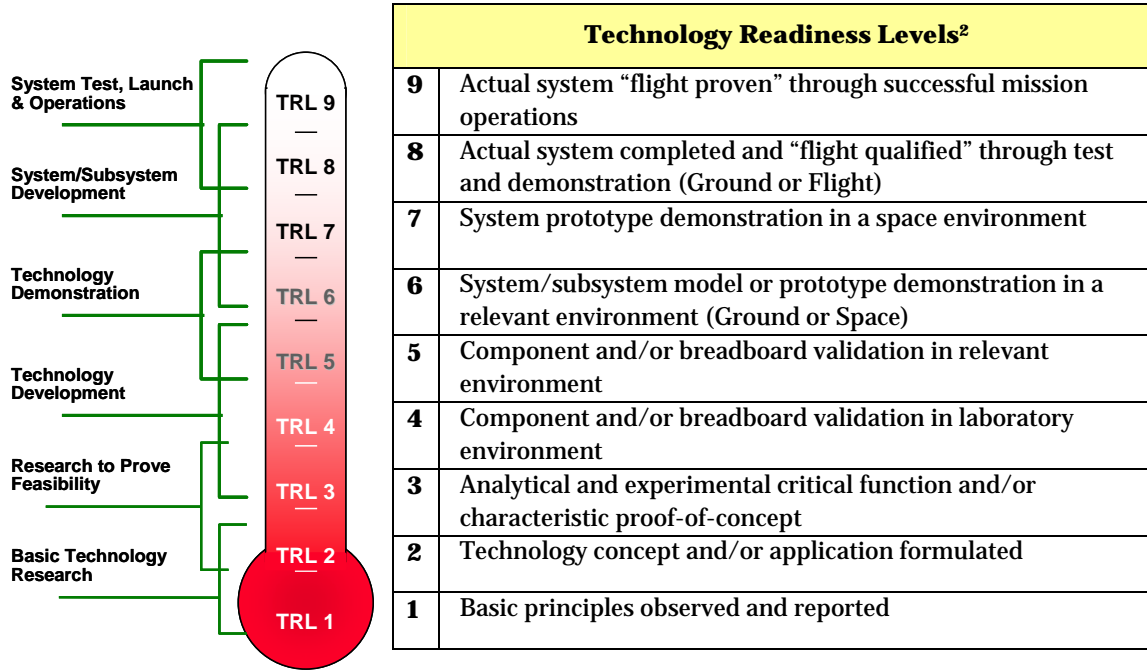 System Test, Launch
& Operations
System/Subsystem
Development
Technology
Demonstration
Technology
Development
Research to Prove
Feasibility
Basic Technology
Research
TRL 9
TRL 8
TRL 7
TRL 6
TRL 5
TRL 4
TRL 3
TRL 2
TRL 1
Technology Readiness Levels²
9 Actual system “flight proven” through successful mission
operations
8 Actual system completed and “flight qualified” through test
and demonstration (Ground or Flight)
7 System prototype demonstration in a space environment
6 System/subsystem model or prototype demonstration in a
relevant environment (Ground or Space)
5 Component and/or breadboard validation in relevant
environment
4 Component and/or breadboard validation in laboratory
environment
3 Analytical and experimental critical function and/or
characteristic proof-of-concept
2 Technology concept and/or application formulated
1 Basic principles observed and reported